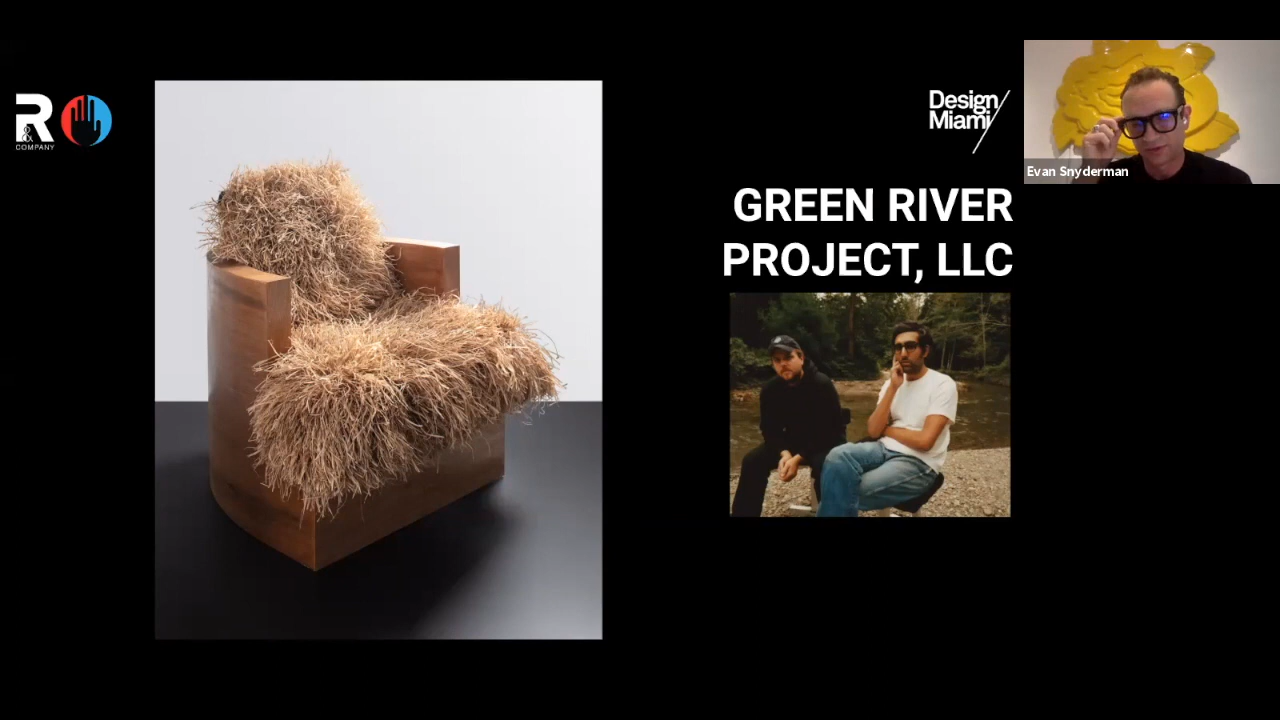 R
&
COMPANY
Design
Miami/
Evan Snyderman
GREEN RIVER
PROJECT, LLC